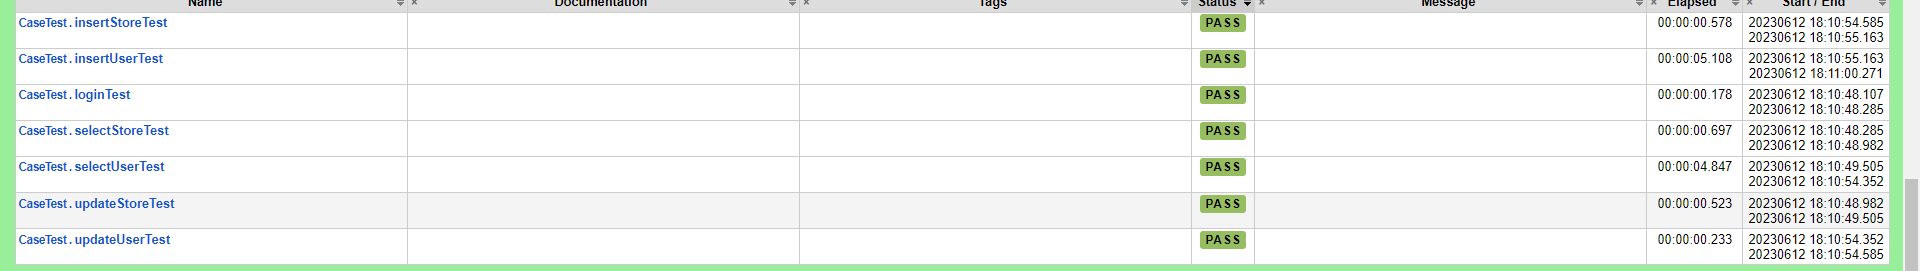 Name × Documentation × Tags × Status × Message × Elapsed × Start / End
CaseTest . insertStoreTest PASS 00:00:00.578 20230612 18:10:54.585
20230612 18:10:55.163
CaseTest . insertUserTest PASS 00:00:05.108 20230612 18:10:55.163
20230612 18:11:00.271
CaseTest . loginTest PASS 00:00:00.178 20230612 18:10:48.107
20230612 18:10:48.285
CaseTest . selectStoreTest PASS 00:00:00.697 20230612 18:10:48.285
20230612 18:10:48.982
CaseTest . selectUserTest PASS 00:00:04.847 20230612 18:10:49.505
20230612 18:10:54.352
CaseTest . updateStoreTest PASS 00:00:00.523 20230612 18:10:48.982
20230612 18:10:49.505
CaseTest . updateUserTest PASS 00:00:00.233 20230612 18:10:54.352
20230612 18:10:54.585